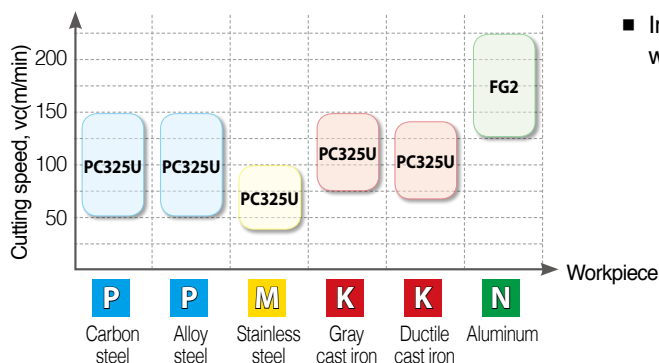 Cutting speed, vc(m/min)
200
150
100
50
PC325U
PC325U
PC325U
PC325U
PC325U
FG2
Workpiece
P
P
M
K
K
N
Carbon
steel
Alloy
steel
Stainless
steel
Gray
cast iron
Ductile
cast iron
Aluminum